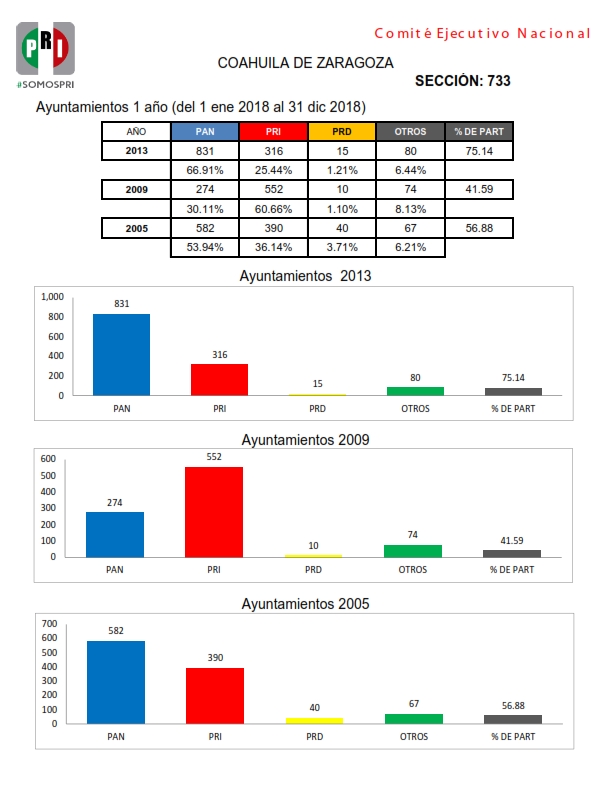 Comité Ejecutivo Nacional
PRI
#SOMOSPRI
COAHUILA DE ZARAGOZA
SECCIÓN: 733
Ayuntamientos 1 año (del 1 ene 2018 al 31 dic 2018)
AÑO PAN PRI PRD OTROS % DE PART
2013 831 316 15 80 75.14
66.91% 25.44% 1.21% 6.44%
2009 274 552 10 74 41.59
30.11% 60.66% 1.10% 8.13%
2005 582 390 40 67 56.88
53.94% 36.14% 3.71% 6.21%
Ayuntamientos 2013
1,000
800
600
400
200
0
831 316 15 80 75.14
PAN PRI PRD OTROS % DE PART
Ayuntamientos 2009
600
500
400
300
200
100
0
274 552 10 74 41.59
PAN PRI PRD OTROS % DE PART
Ayuntamientos 2005
700
600
500
400
300
200
100
0
582 390 40 67 56.88
PAN PRI PRD OTROS % DE PART